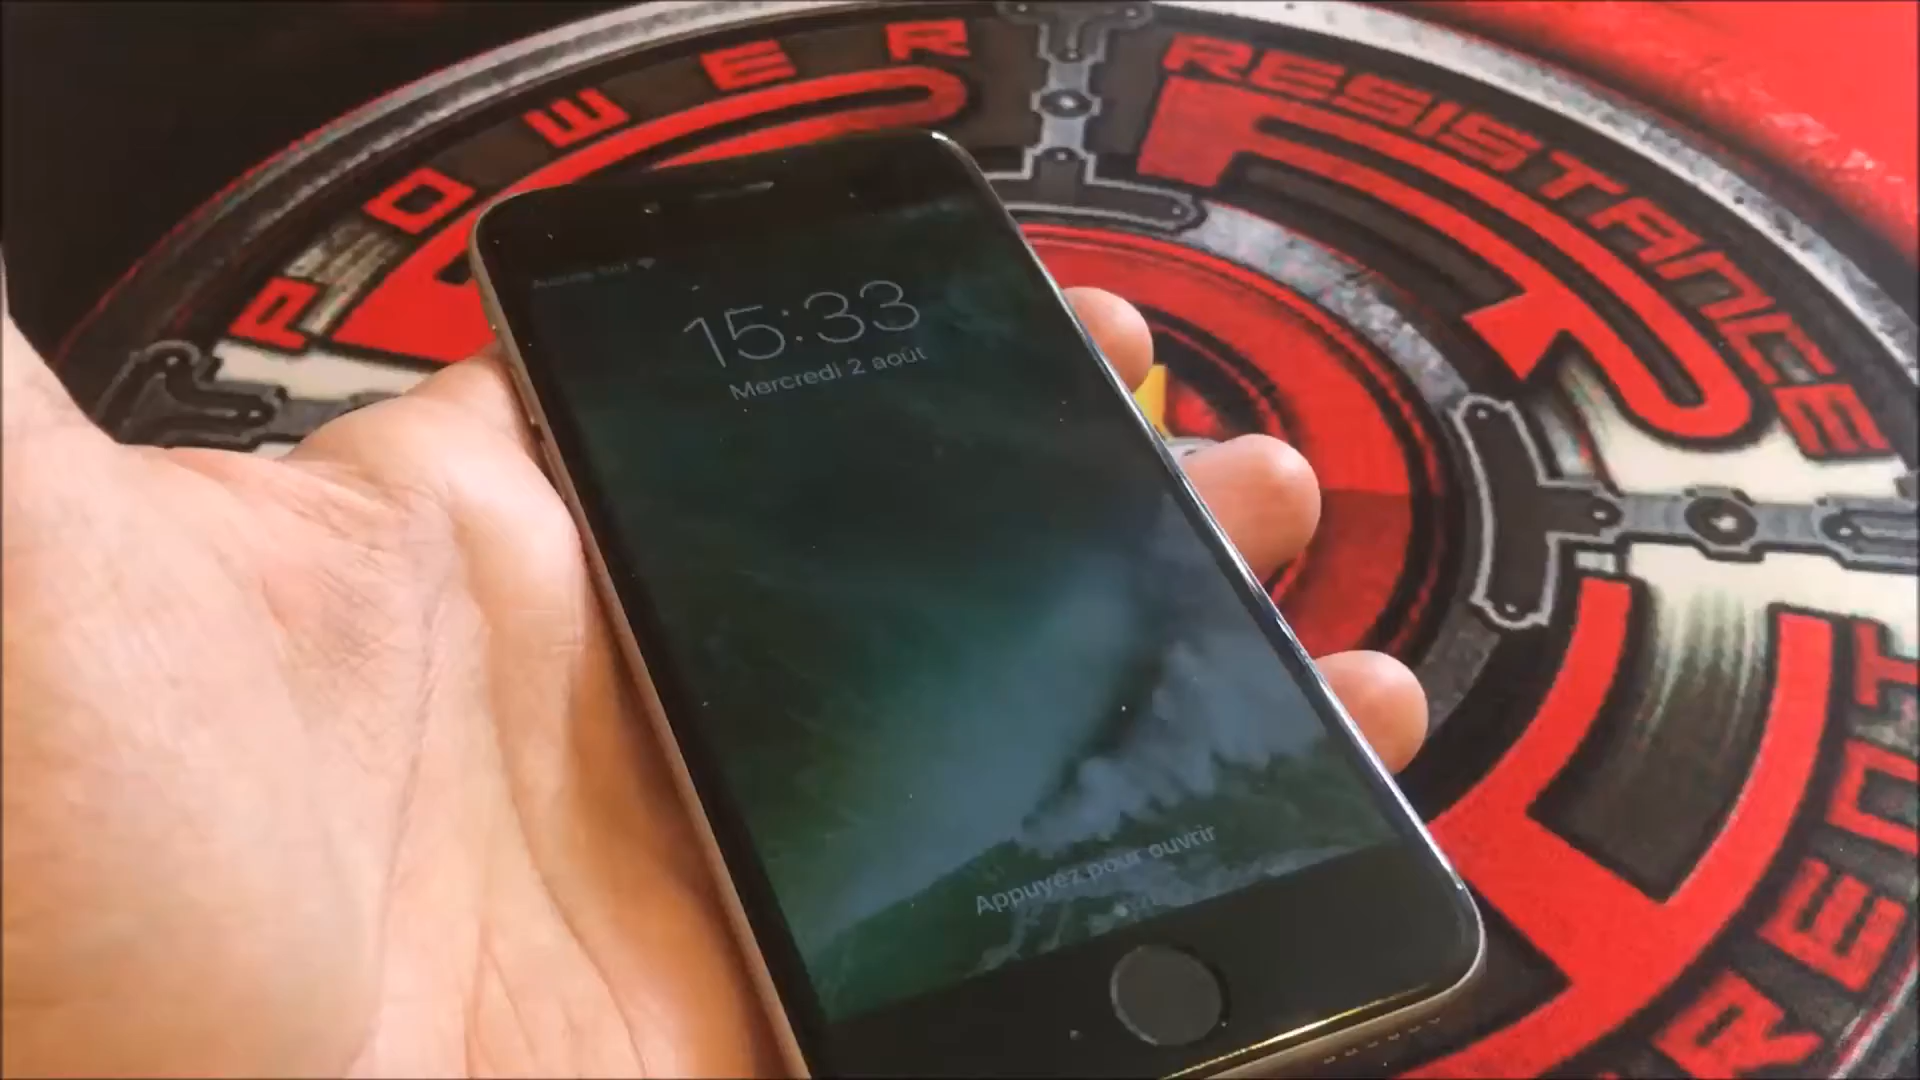 POWER
RESISTANCE
15:33
Mercredi 2 août
Appuyez pour ouvrir